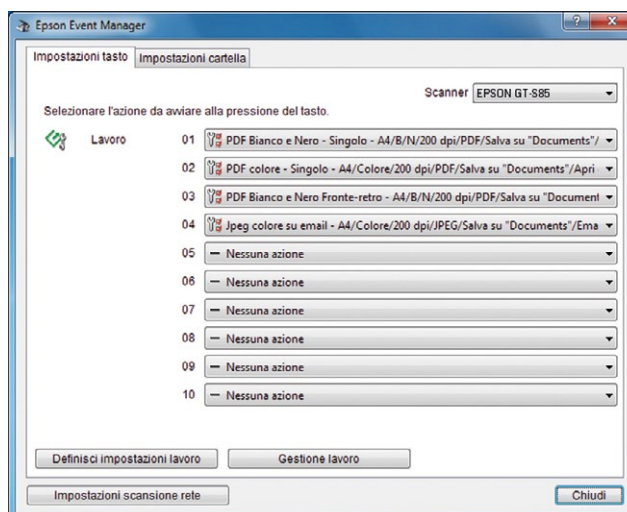 Epson Event Manager
Impostazioni tasto
Impostazioni cartella
Scanner EPSON GT-S85
Selezionare l'azione da avviare alla pressione del tasto.
Lavoro 01 PDF Bianco e Nero - Singolo - A4/B/N/200 dpi/PDF/Salva su "Documents"/
02 PDF colore - Singolo - A4/Colore/200 dpi/PDF/Salva su "Documents"/Apri
03 PDF Bianco e Nero Fronte-retro - A4/B/N/200 dpi/PDF/Salva su "Document
04 Jpeg colore su email - A4/Colore/200 dpi/JPEG/Salva su "Documents"/Ema
05 — Nessuna azione
06 — Nessuna azione
07 — Nessuna azione
08 — Nessuna azione
09 — Nessuna azione
10 — Nessuna azione
Definisci impostazioni lavoro
Gestione lavoro
Impostazioni scansione rete
Chiudi